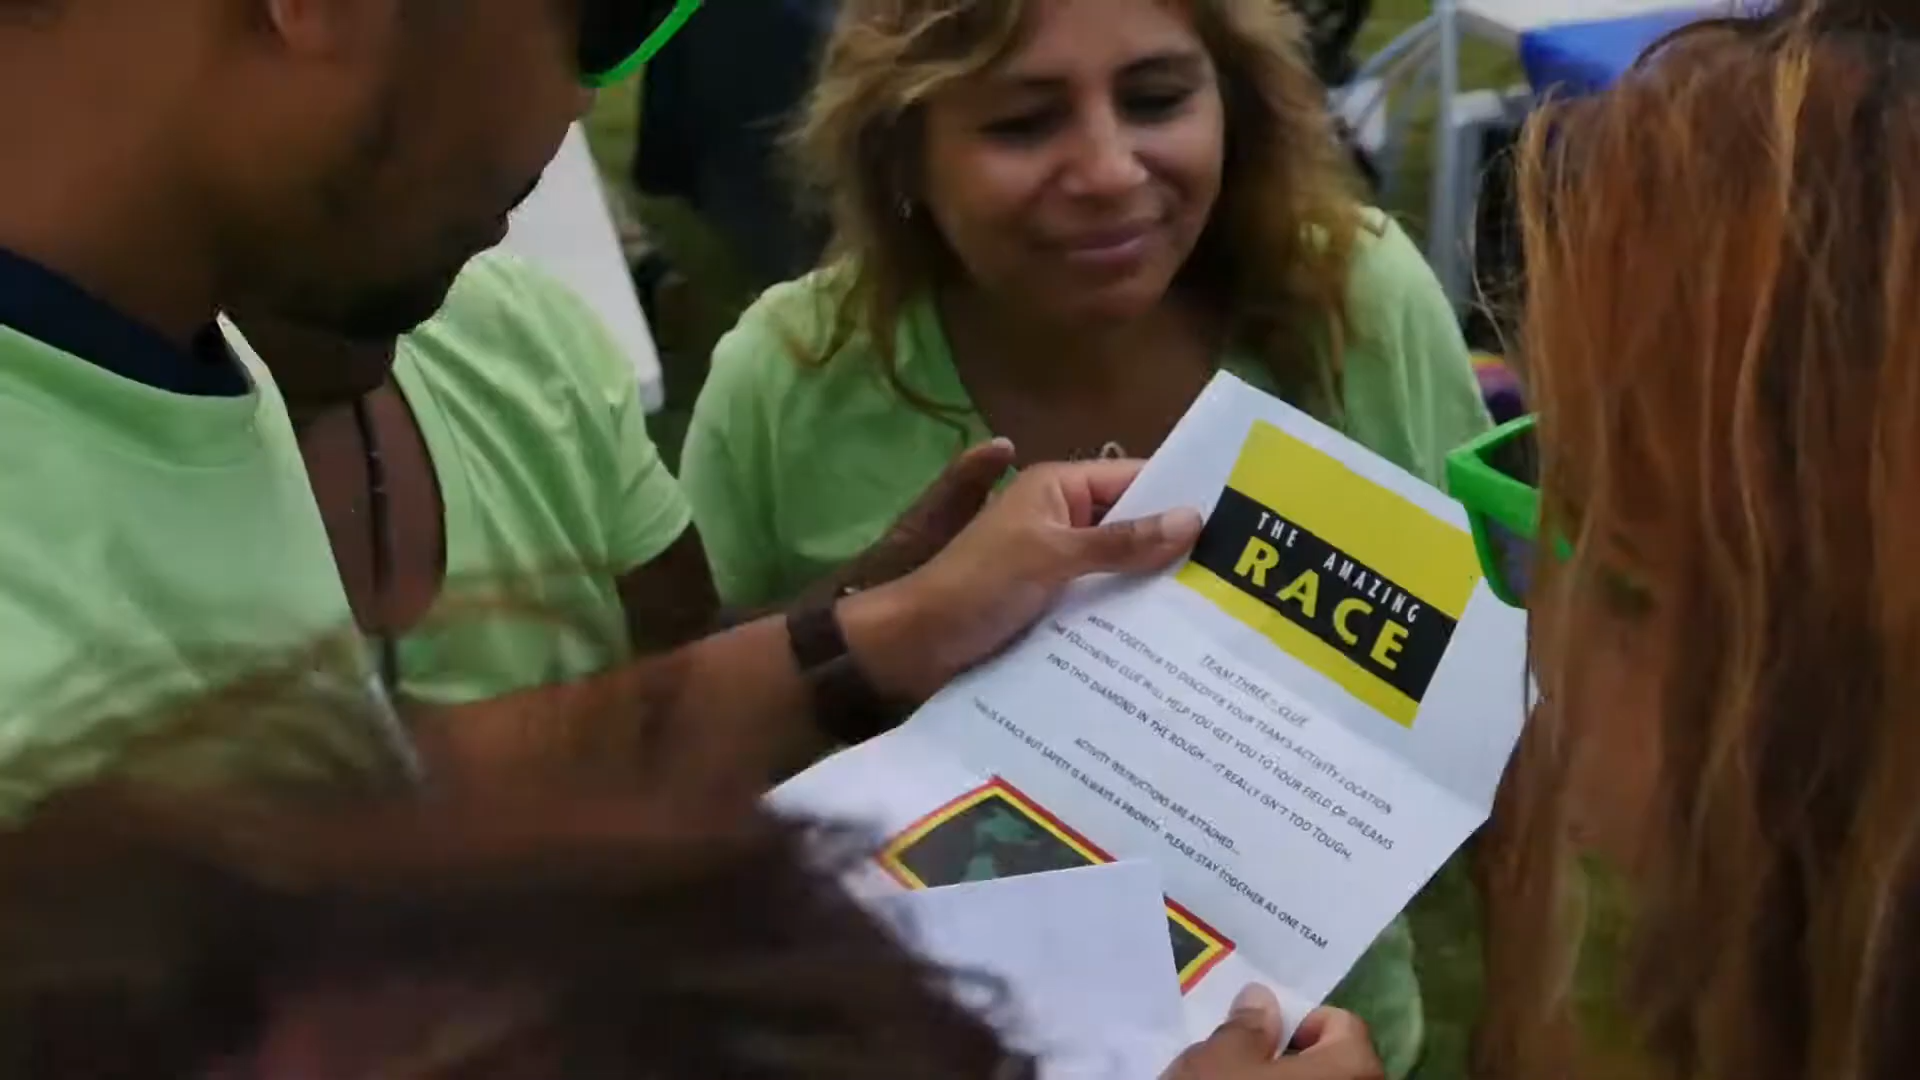 THE AMAZING
RACE
TEAM THREE - CLUE
WORK TOGETHER TO DISCOVER YOUR TEAM'S ACTIVITY LOCATION
THE FOLLOWING CLUE WILL HELP YOU GET YOU TO YOUR FIELD OF DREAMS
FIND THIS DIAMOND IN THE ROUGH - IT REALLY ISN'T TOO TOUGH.
ACTIVITY INSTRUCTIONS ARE ATTACHED...
THIS IS A RACE BUT SAFETY IS ALWAYS A PRIORITY. PLEASE STAY TOGETHER AS ONE TEAM